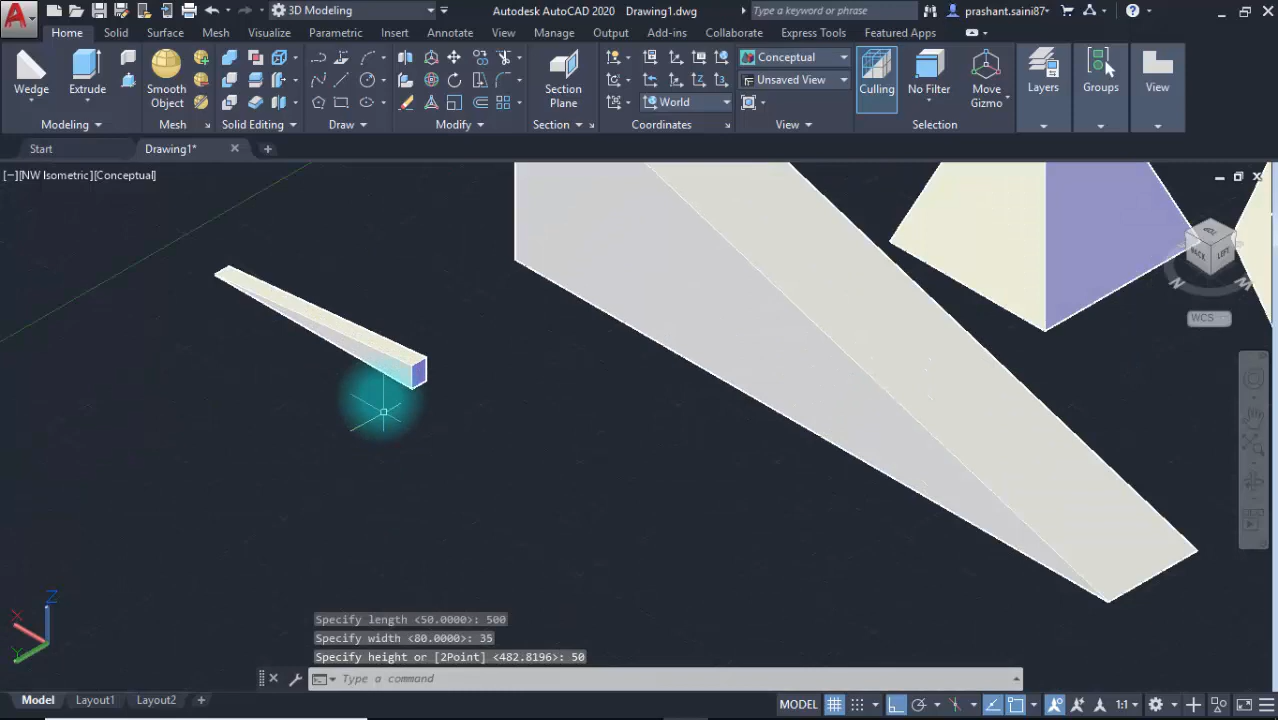 3D Modeling Autodesk AutoCAD 2020 Drawing1.dwg Type a keyword or phrase prashant.saini87
Home Solid Surface Mesh Visualize Parametric Insert Annotate View Manage Output Add-ins Collaborate Express Tools Featured Apps
Wedge Extrude Smooth Object Section Plane Conceptual Unsaved View World Culling No Filter Move Gizmo Layers Groups View
Modeling Mesh Solid Editing Draw Modify Section Coordinates View Selection
Start Drawing1*
[−][NW Isometric][Conceptual]
TOP
BACK LEFT
N
WCS
Z
X
Y
Specify length <50.0000>: 500
Specify width <80.0000>: 35
Specify height or [2Point] <482.8196>: 50
Type a command
Model Layout1 Layout2 MODEL 1:1